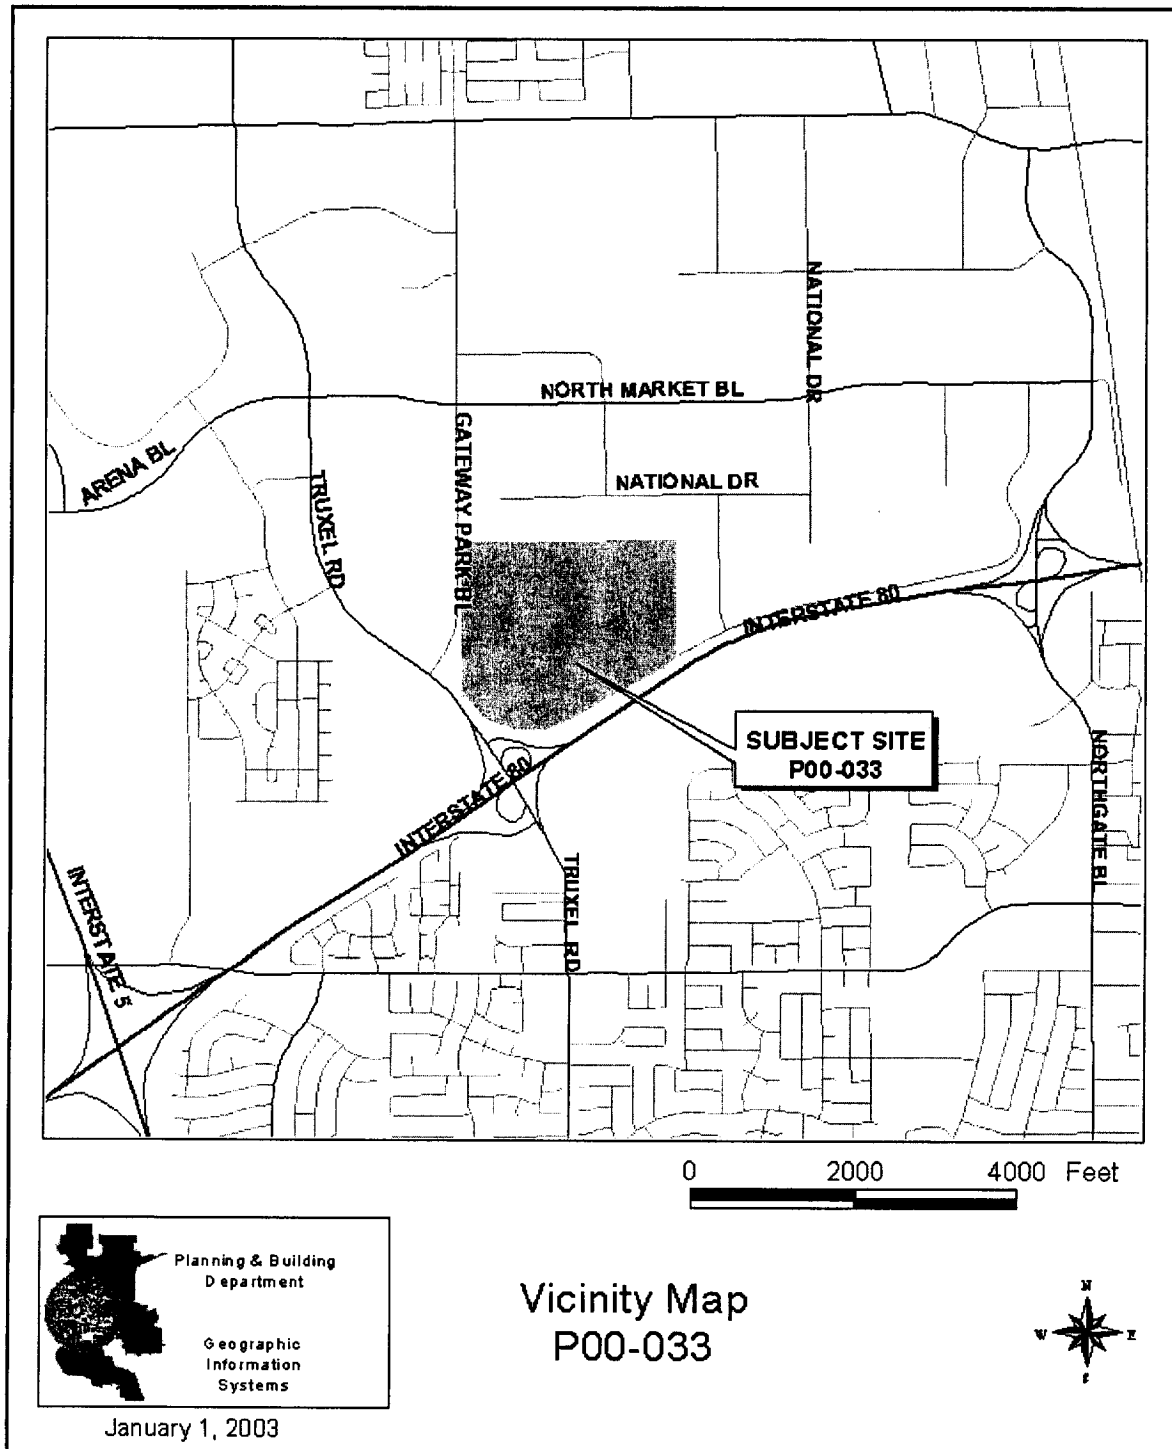 NATIONAL DR
NORTH MARKET BL
ARENA BL
GATEWAY PARK BL
TRUXEL RD
NATIONAL DR
INTERSTATE 80
SUBJECT SITE
P00-033
INTERSTATE 80
NORTHGATE BL
INTERSTATE 5
TRUXEL RD
0 2000 4000 Feet
Planning & Building
Department
Geographic
Information
Systems
January 1, 2003
Vicinity Map
P00-033
N
W E